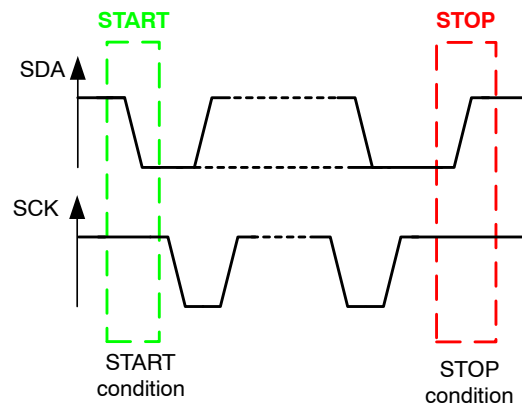 START
STOP
SDA
SCK
START
condition
STOP
condition